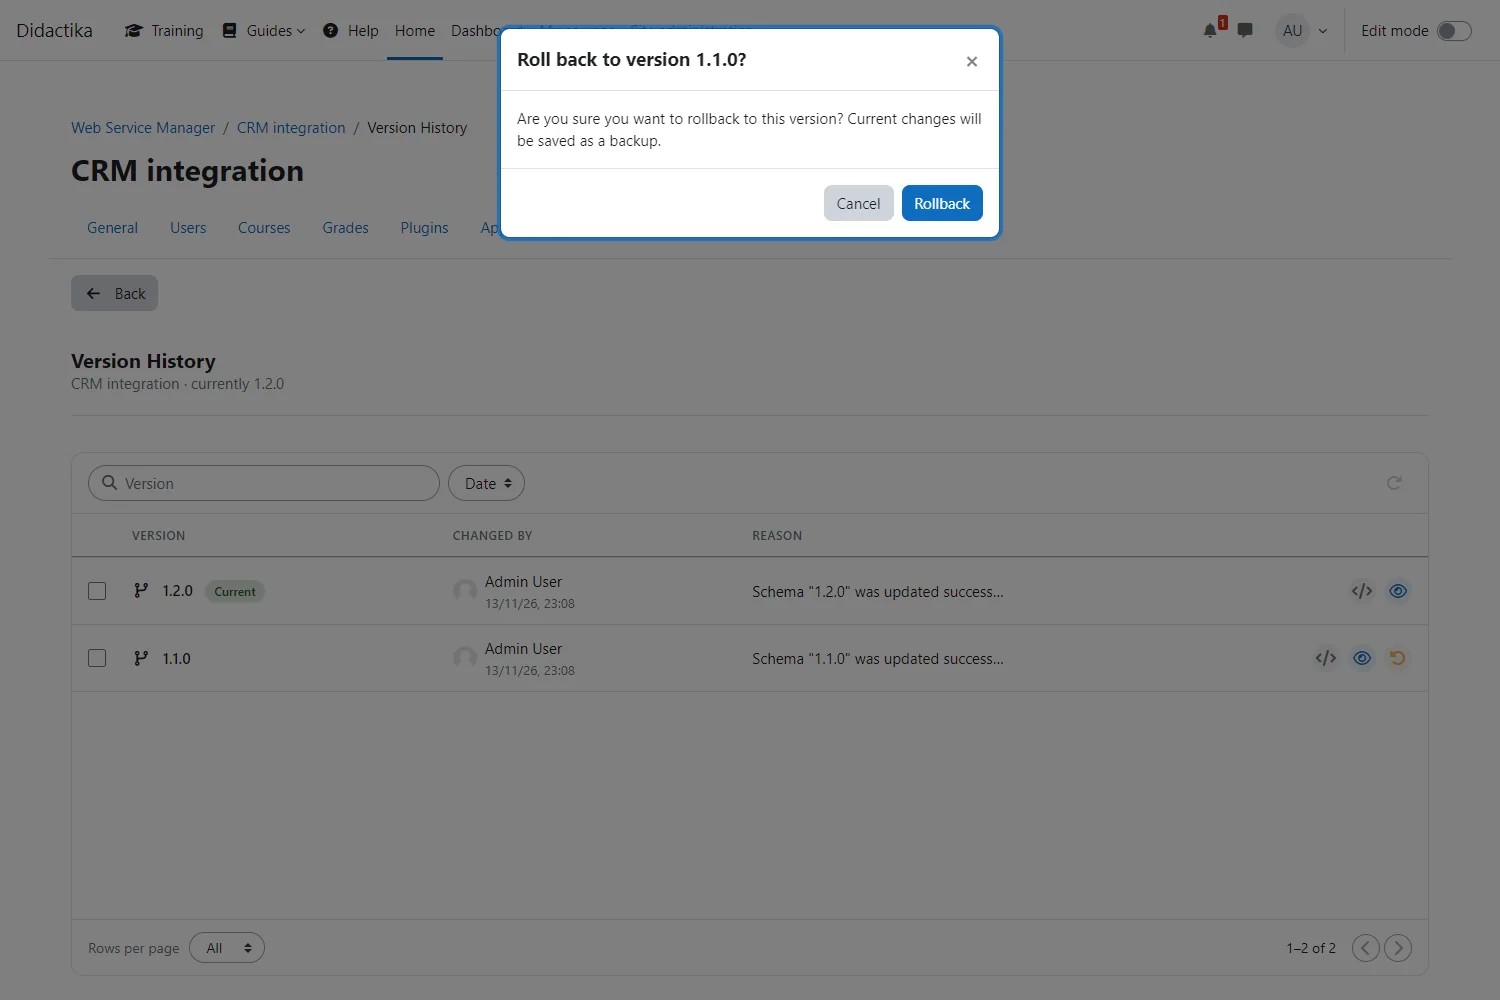 Didactika
Training
Guides
Help
Home
Dashbo
1
AU
Edit mode
Roll back to version 1.1.0?
×
Are you sure you want to rollback to this version? Current changes will
be saved as a backup.
Cancel
Rollback
Web Service Manager / CRM integration / Version History
CRM integration
General
Users
Courses
Grades
Plugins
Ap
Back
Version History
CRM integration · currently 1.2.0
Version
Date
VERSION
CHANGED BY
REASON
1.2.0
Current
Admin User
13/11/26, 23:08
Schema "1.2.0" was updated success...
1.1.0
Admin User
13/11/26, 23:08
Schema "1.1.0" was updated success...
Rows per page
All
1–2 of 2